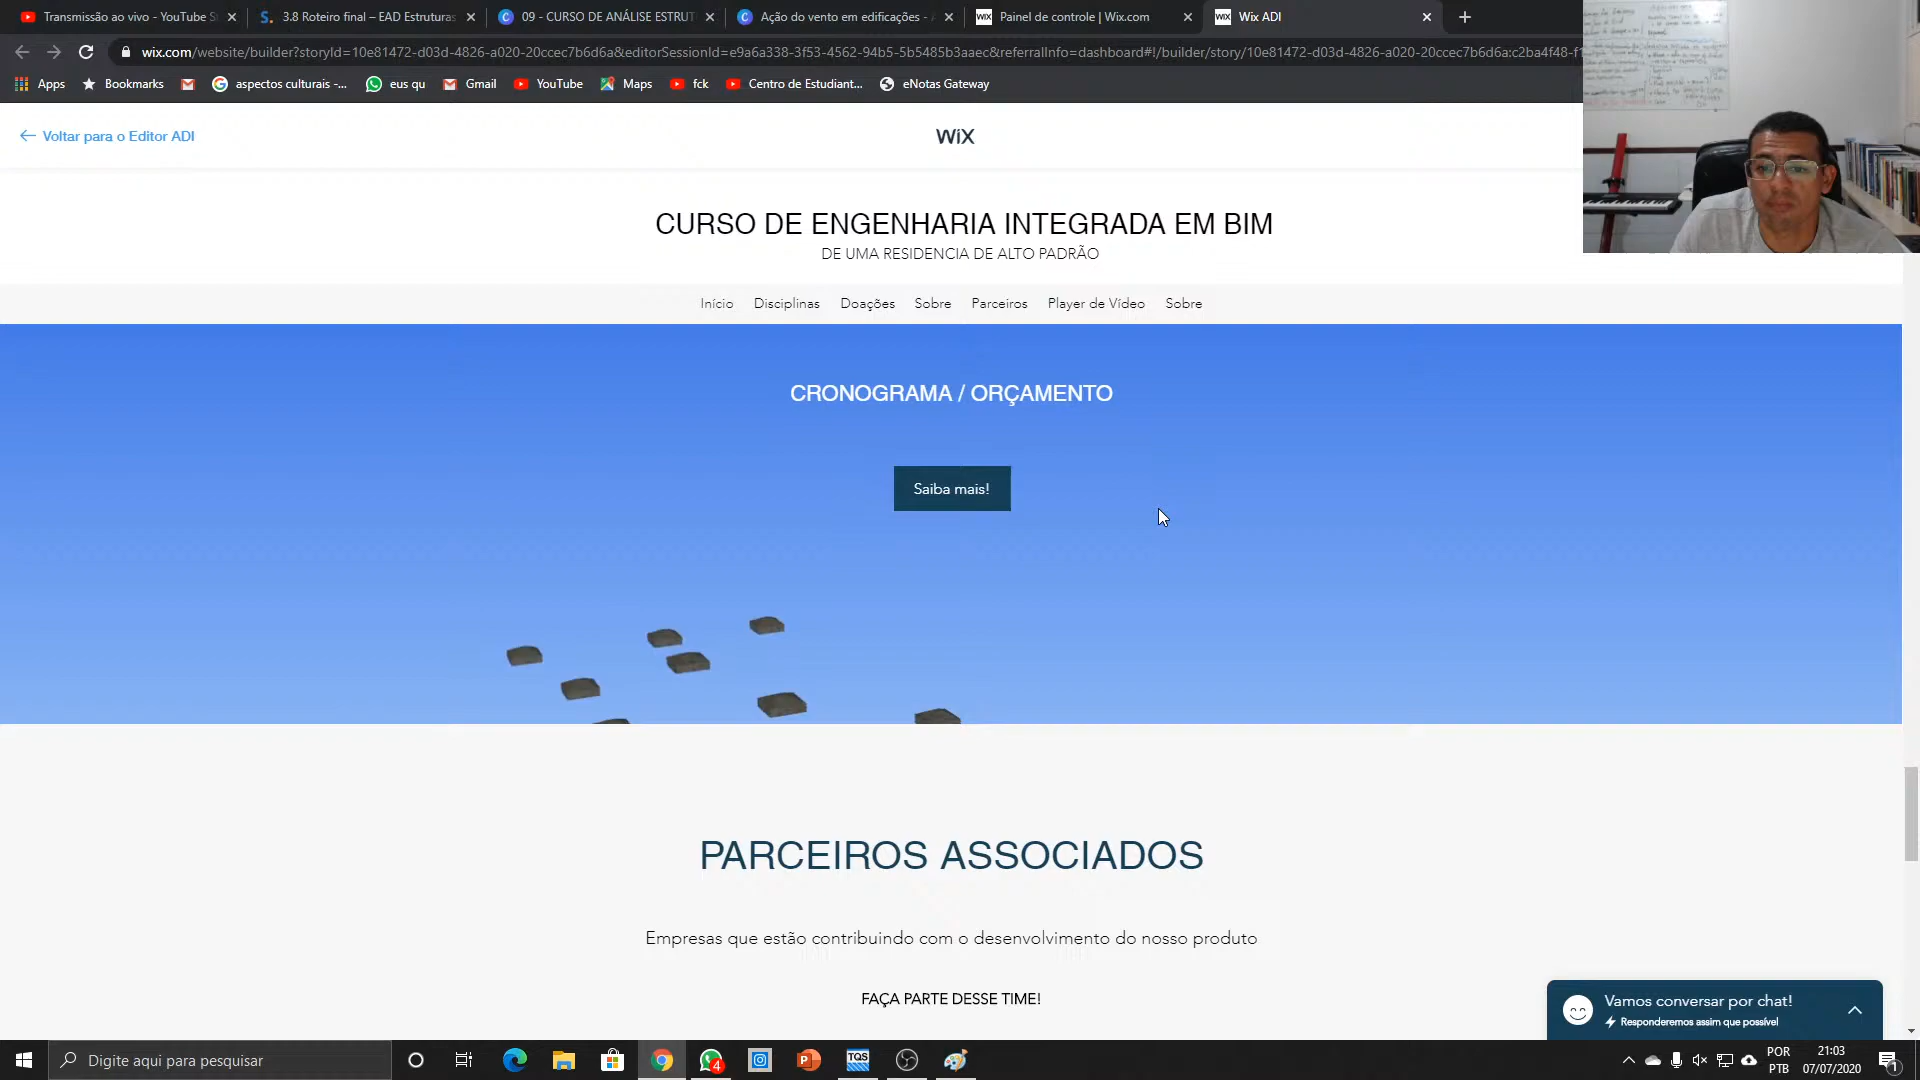 Transmissão ao vivo - YouTube S
3.8 Roteiro final – EAD Estruturas
09 - CURSO DE ANÁLISE ESTRUT
Ação do vento em edificações -
Painel de controle | Wix.com
Wix ADI
wix.com/website/builder?storyId=10e81472-d03d-4826-a020-20ccec7b6d6a&editorSessionId=e9a6a338-3f53-4562-94b5-5b5485b3aaec&referralInfo=dashboard#!/builder/story/10e81472-d03d-4826-a020-20ccec7b6d6a:c2ba4f48-f1
Apps
Bookmarks
aspectos culturais -...
eus qu
Gmail
YouTube
Maps
fck
Centro de Estudiant...
eNotas Gateway
Voltar para o Editor ADI
WiX
CURSO DE ENGENHARIA INTEGRADA EM BIM
DE UMA RESIDENCIA DE ALTO PADRÃO
Início Disciplinas Doações Sobre Parceiros Player de Vídeo Sobre
CRONOGRAMA / ORÇAMENTO
Saiba mais!
PARCEIROS ASSOCIADOS
Empresas que estão contribuindo com o desenvolvimento do nosso produto
FAÇA PARTE DESSE TIME!
Vamos conversar por chat!
Responderemos assim que possível
Digite aqui para pesquisar
4
TQS
POR
PTB
21:03
07/07/2020
1